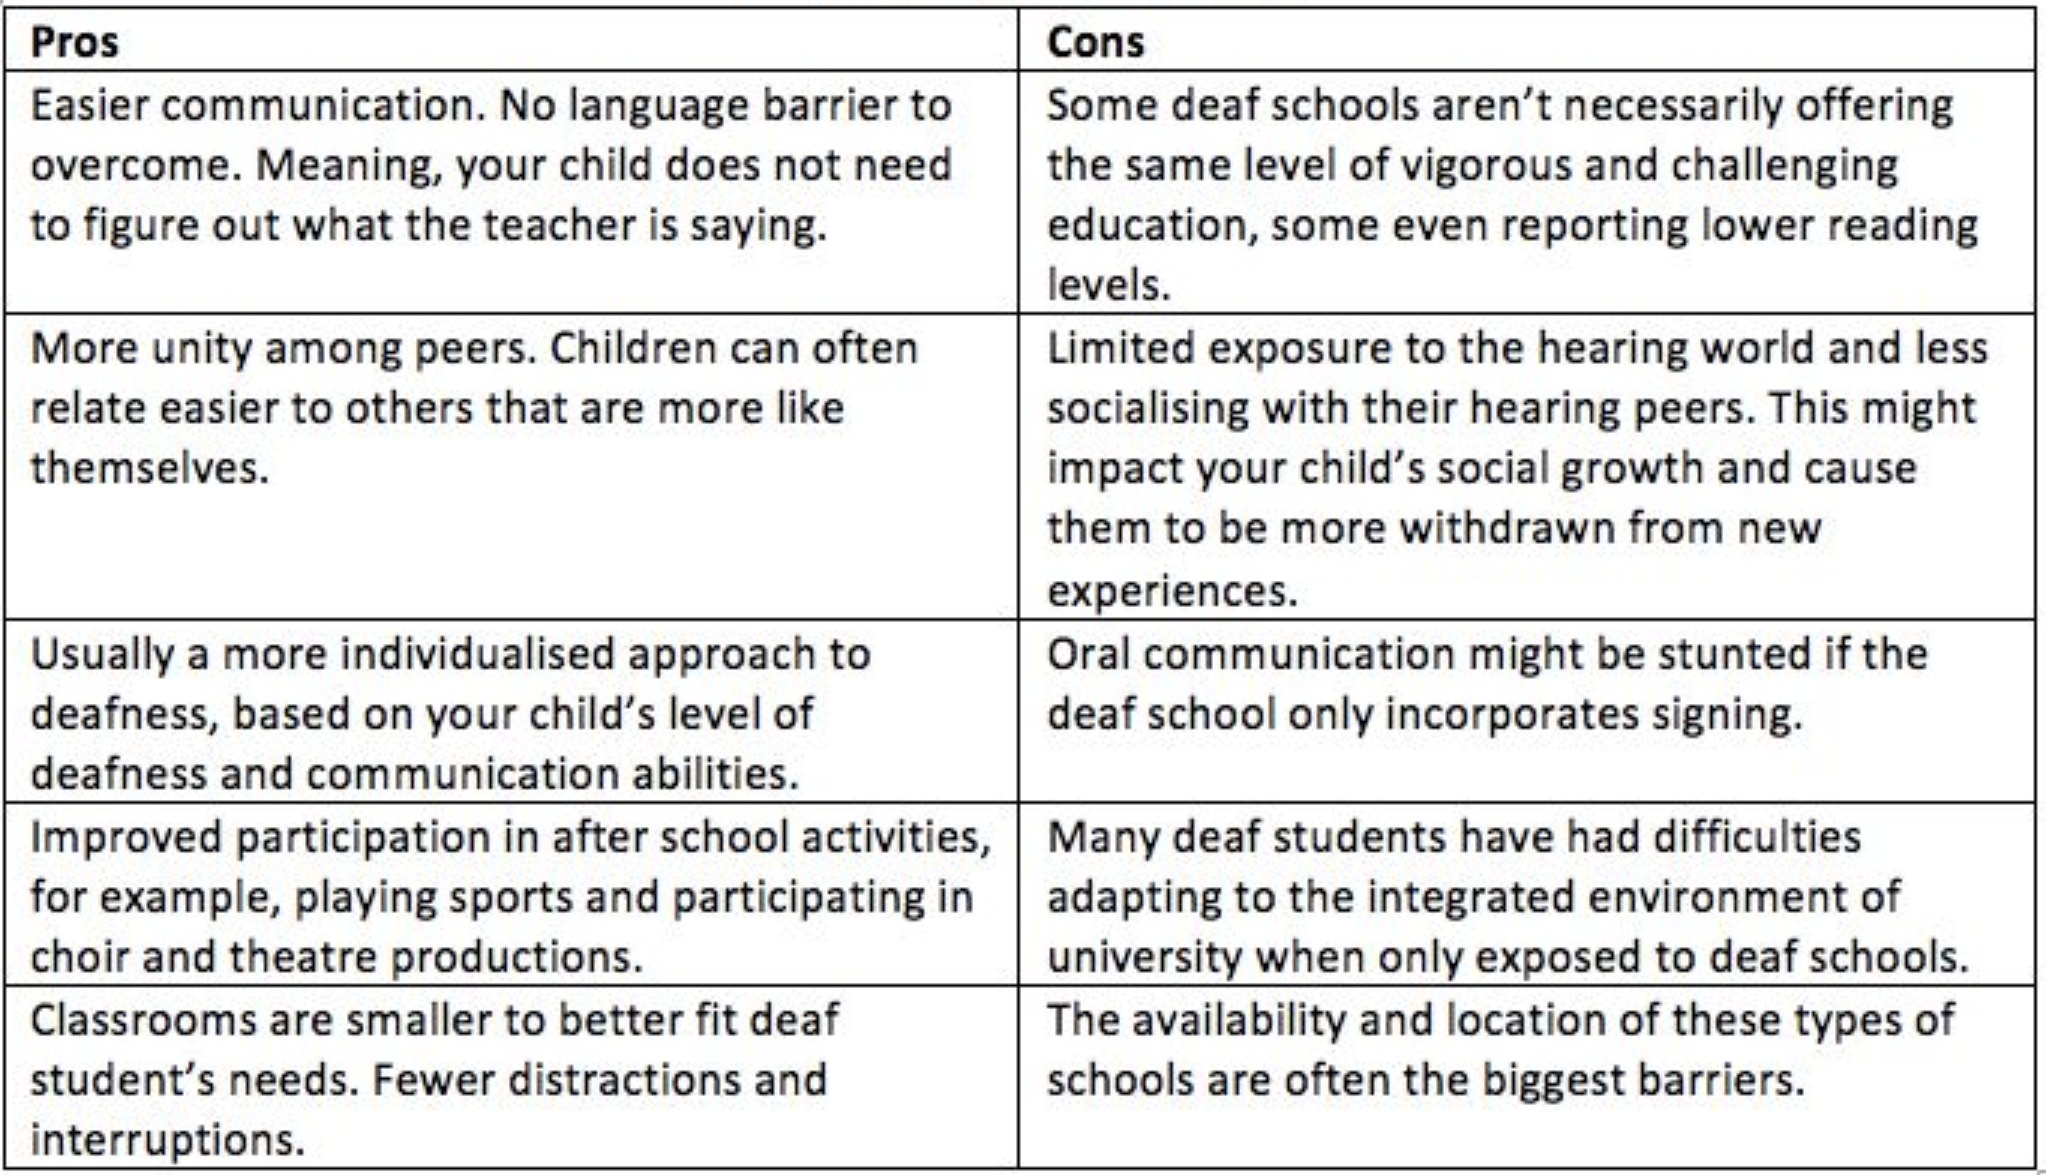 Pros
Cons
Easier communication. No language barrier to
overcome. Meaning, your child does not need
to figure out what the teacher is saying.
Some deaf schools aren’t necessarily offering
the same level of vigorous and challenging
education, some even reporting lower reading
levels.
More unity among peers. Children can often
relate easier to others that are more like
themselves.
Limited exposure to the hearing world and less
socialising with their hearing peers. This might
impact your child’s social growth and cause
them to be more withdrawn from new
experiences.
Usually a more individualised approach to
deafness, based on your child’s level of
deafness and communication abilities.
Oral communication might be stunted if the
deaf school only incorporates signing.
Improved participation in after school activities,
for example, playing sports and participating in
choir and theatre productions.
Many deaf students have had difficulties
adapting to the integrated environment of
university when only exposed to deaf schools.
Classrooms are smaller to better fit deaf
student’s needs. Fewer distractions and
interruptions.
The availability and location of these types of
schools are often the biggest barriers.